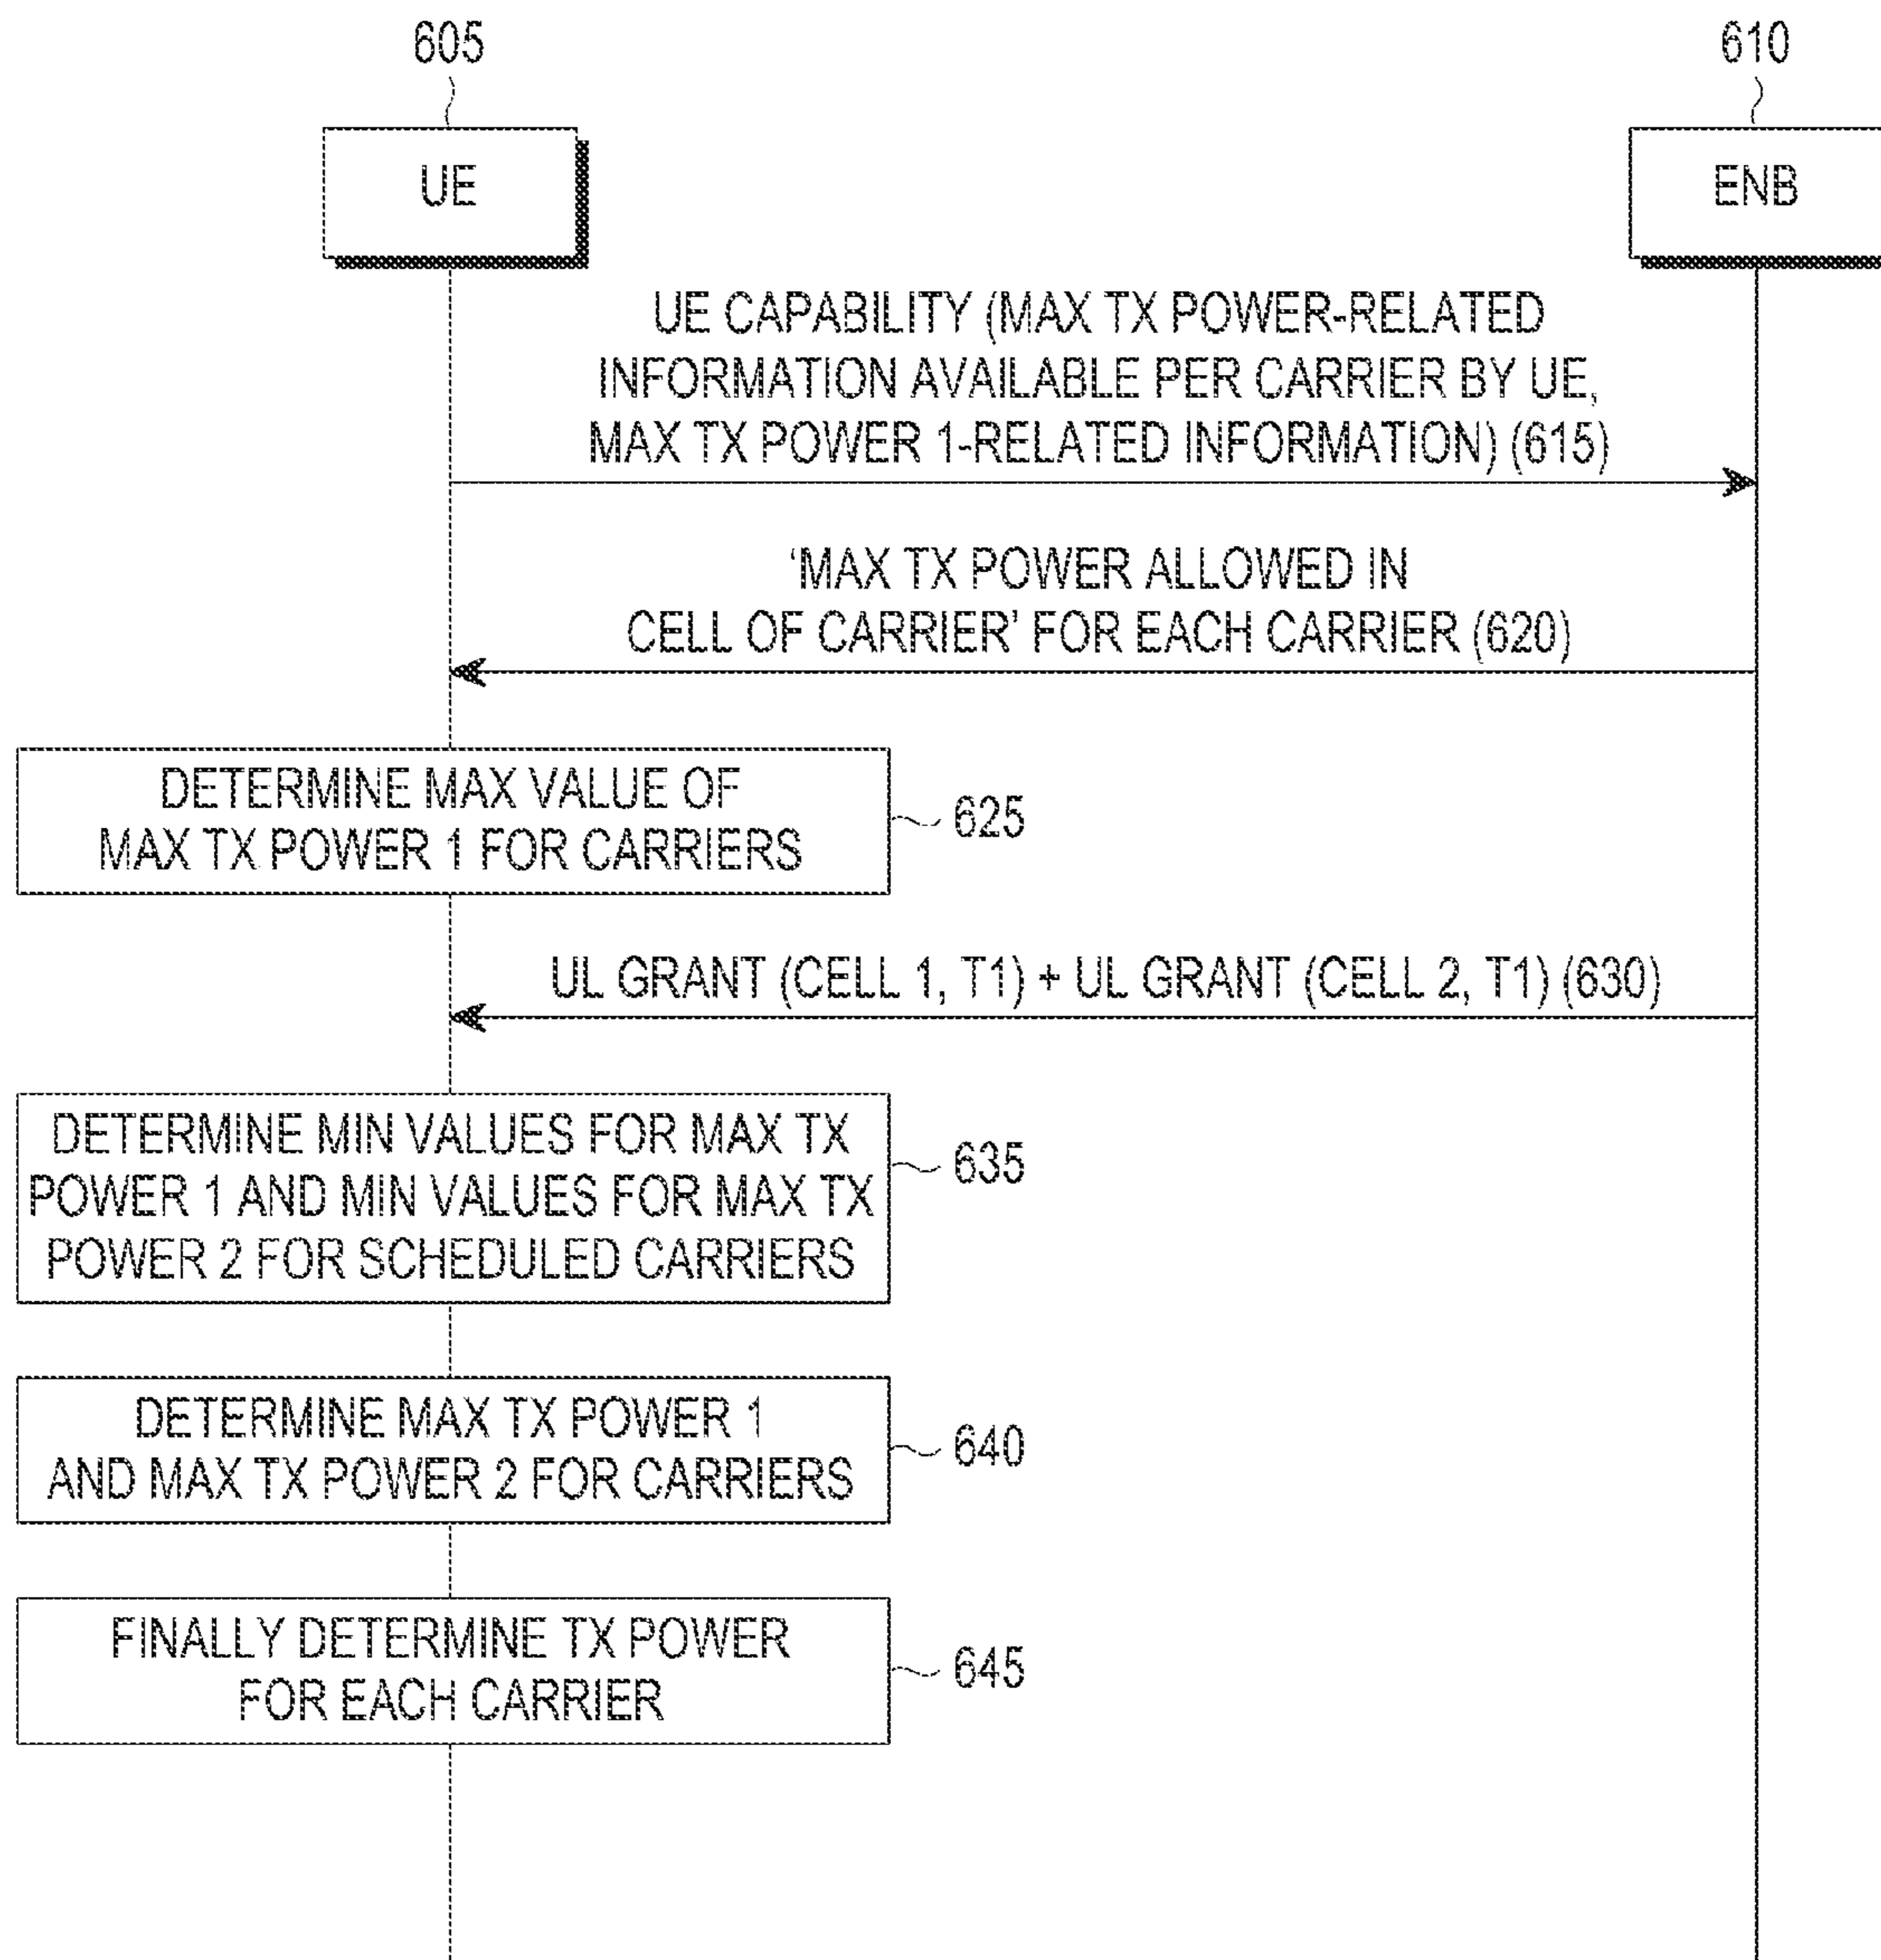 605
610
UE
ENB
UE CAPABILITY (MAX TX POWER-RELATED
INFORMATION AVAILABLE PER CARRIER BY UE,
MAX TX POWER 1-RELATED INFORMATION) (615)
‘MAX TX POWER ALLOWED IN
CELL OF CARRIER’ FOR EACH CARRIER (620)
DETERMINE MAX VALUE OF
MAX TX POWER 1 FOR CARRIERS
625
UL GRANT (CELL 1, T1) + UL GRANT (CELL 2, T1) (630)
DETERMINE MIN VALUES FOR MAX TX
POWER 1 AND MIN VALUES FOR MAX TX
POWER 2 FOR SCHEDULED CARRIERS
635
DETERMINE MAX TX POWER 1
AND MAX TX POWER 2 FOR CARRIERS
640
FINALLY DETERMINE TX POWER
FOR EACH CARRIER
645